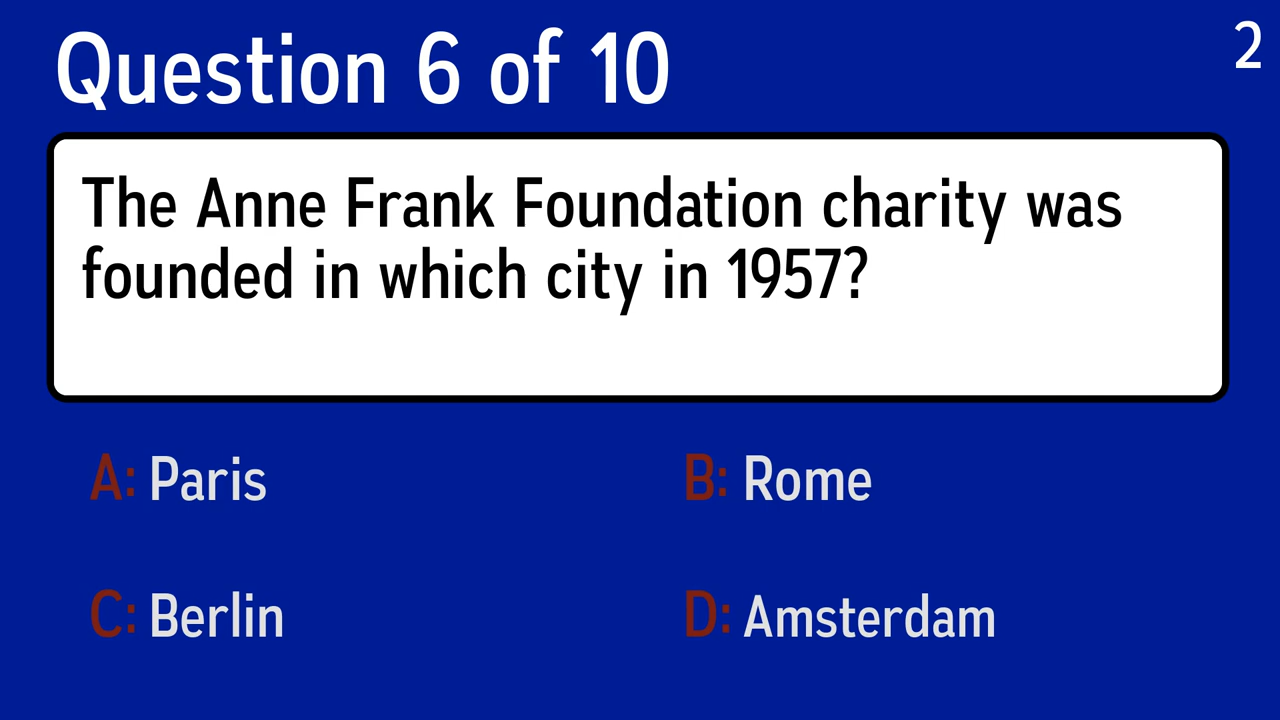 Question 6 of 10
2
The Anne Frank Foundation charity was
founded in which city in 1957?
A: Paris
B: Rome
C: Berlin
D: Amsterdam